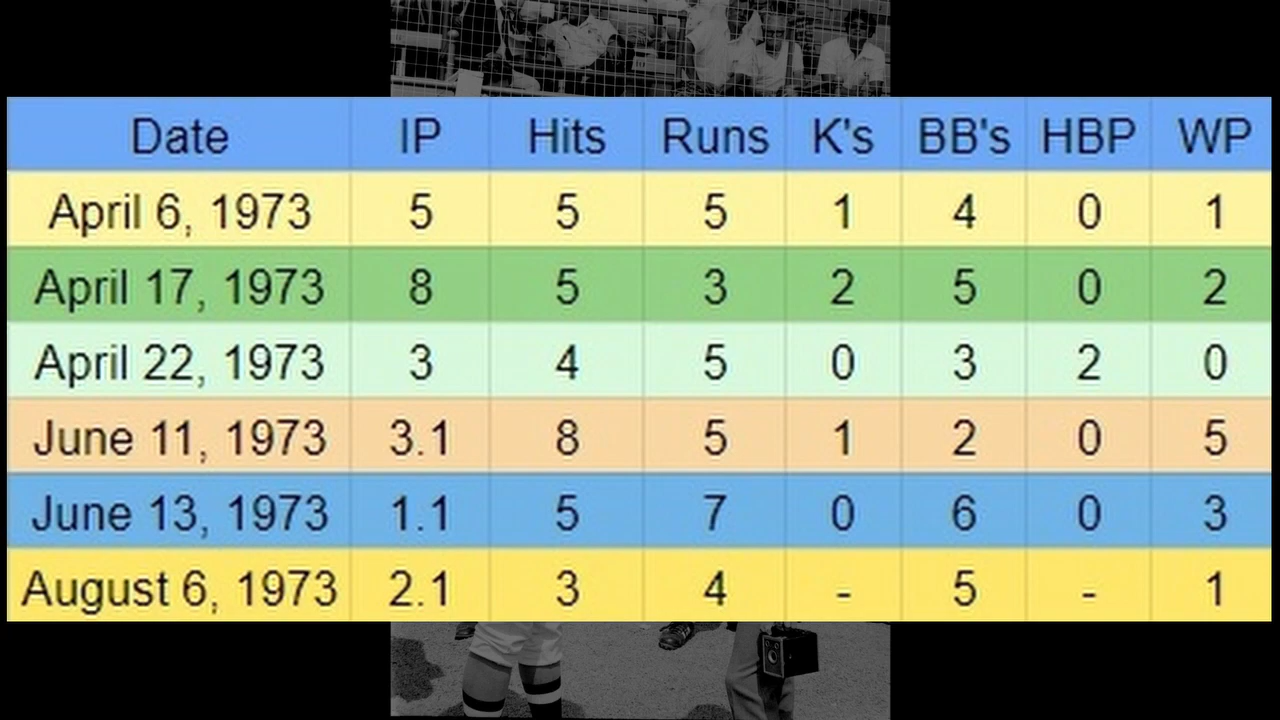 Date IP Hits Runs K's BB's HBP WP
April 6, 1973 5 5 5 1 4 0 1
April 17, 1973 8 5 3 2 5 0 2
April 22, 1973 3 4 5 0 3 2 0
June 11, 1973 3.1 8 5 1 2 0 5
June 13, 1973 1.1 5 7 0 6 0 3
August 6, 1973 2.1 3 4 - 5 - 1